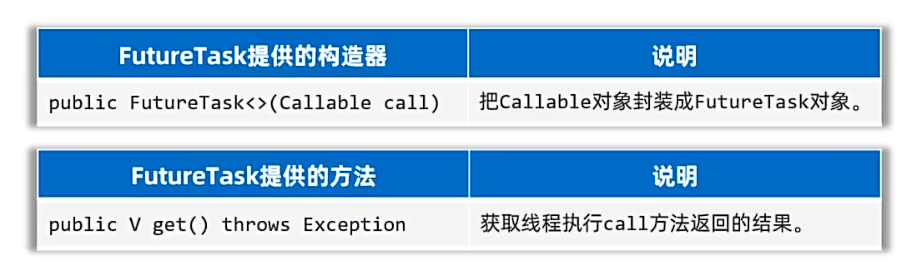 FutureTask提供的构造器 说明
public FutureTask<>(Callable call) 把Callable对象封装成FutureTask对象。
FutureTask提供的方法 说明
public V get() throws Exception 获取线程执行call方法返回的结果。